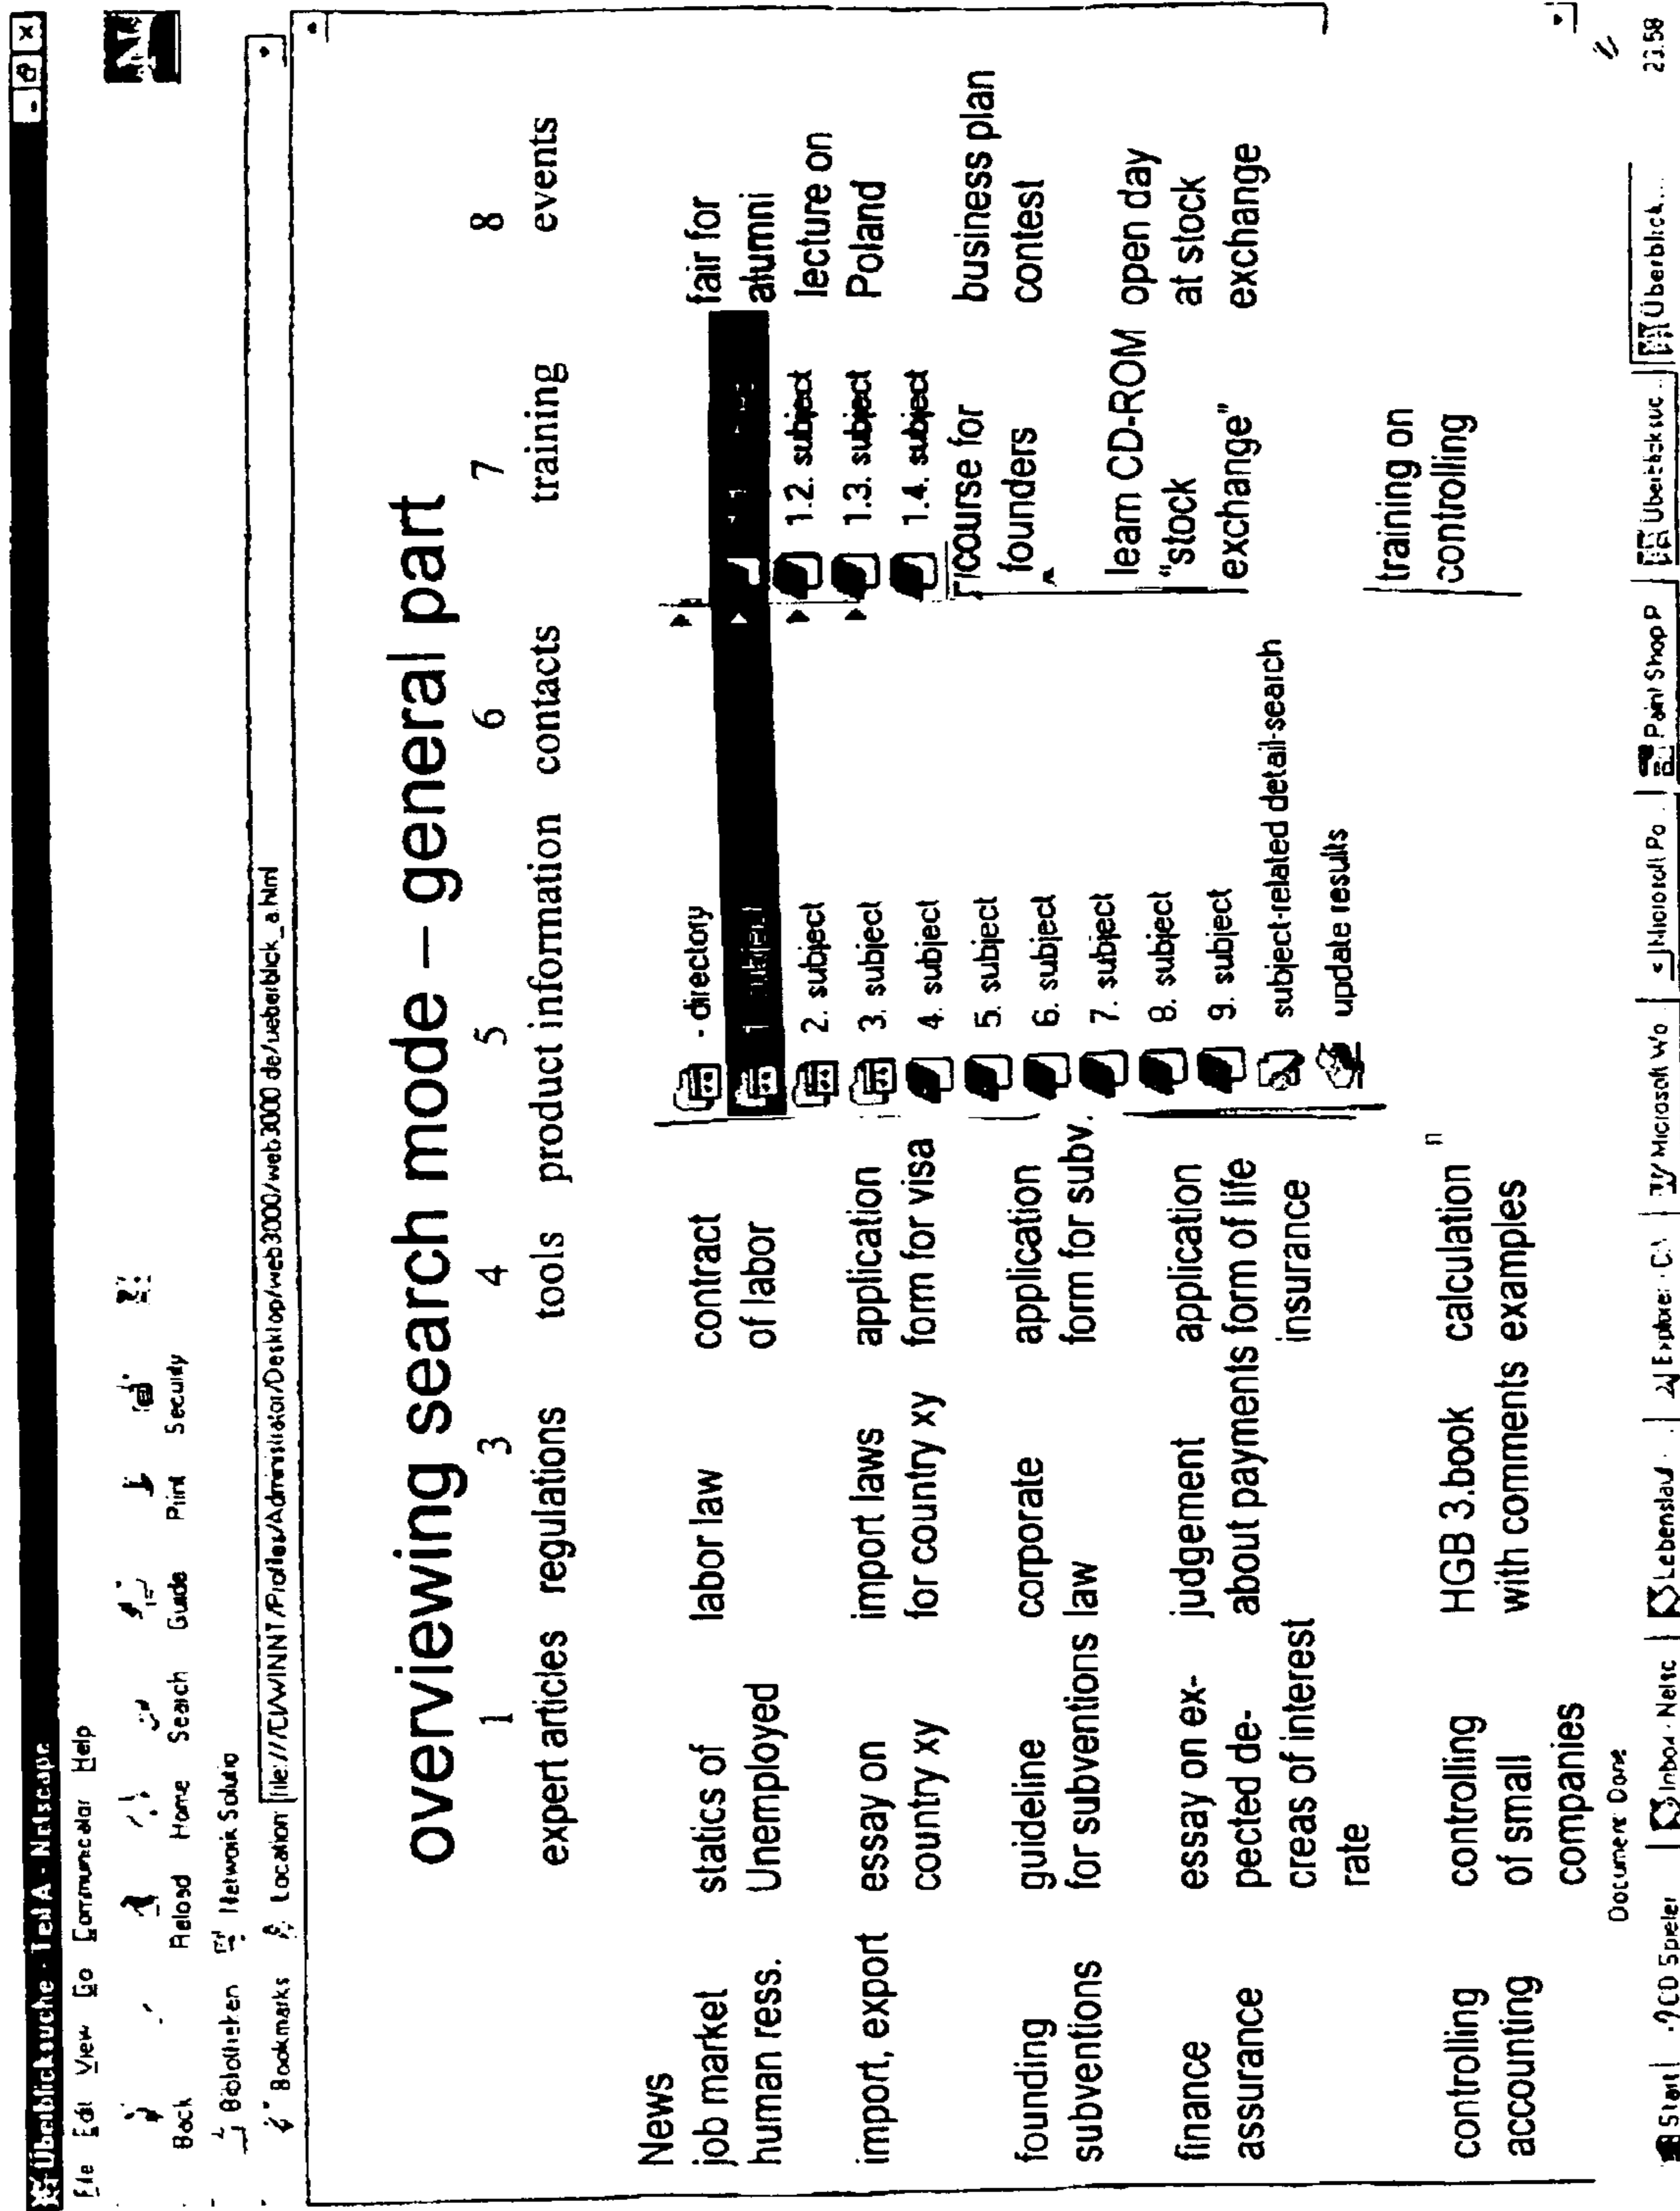 Überblicksuche - Teil A - Netscape
File Edit View Go Communicator Help
Back Reload Home Search Guide Print Security
Bibliotheken Network Solutio
Bookmarks Location: file:///C|/WINNT/Profiles/Administrator/Desktop/web3000/web3000 de/ueberblick_a.html
overviewing search mode – general part
1 3 4 5 6 7 8
expert articles regulations tools product information contacts training events
News
job market statics of labor law contract - directory fair for
human ress. Unemployed of labor 1. subject alumni
2. subject 1.2. subject lecture on
import, export essay on import laws application 3. subject 1.3. subject Poland
country xy for country xy form for visa 4. subject 1.4. subject
5. subject course for business plan
founding guideline corporate application 6. subject founders contest
subventions for subventions law form for subv. 7. subject
8. subject learn CD-ROM open day
finance essay on ex- judgement application 9. subject "stock at stock
assurance pected de- about payments form of life subject-related detail-search exchange" exchange
creas of interest insurance update results
rate training on
controlling controlling HGB 3.book calculation controlling
accounting of small with comments examples
companies
Document: Done
Start CD Spieler Inbox - Netsc Lebenslauf ... Explorer - C:\ Microsoft Wo... Microsoft Po... Paint Shop P Überblicksuc... Überblick... 23:58